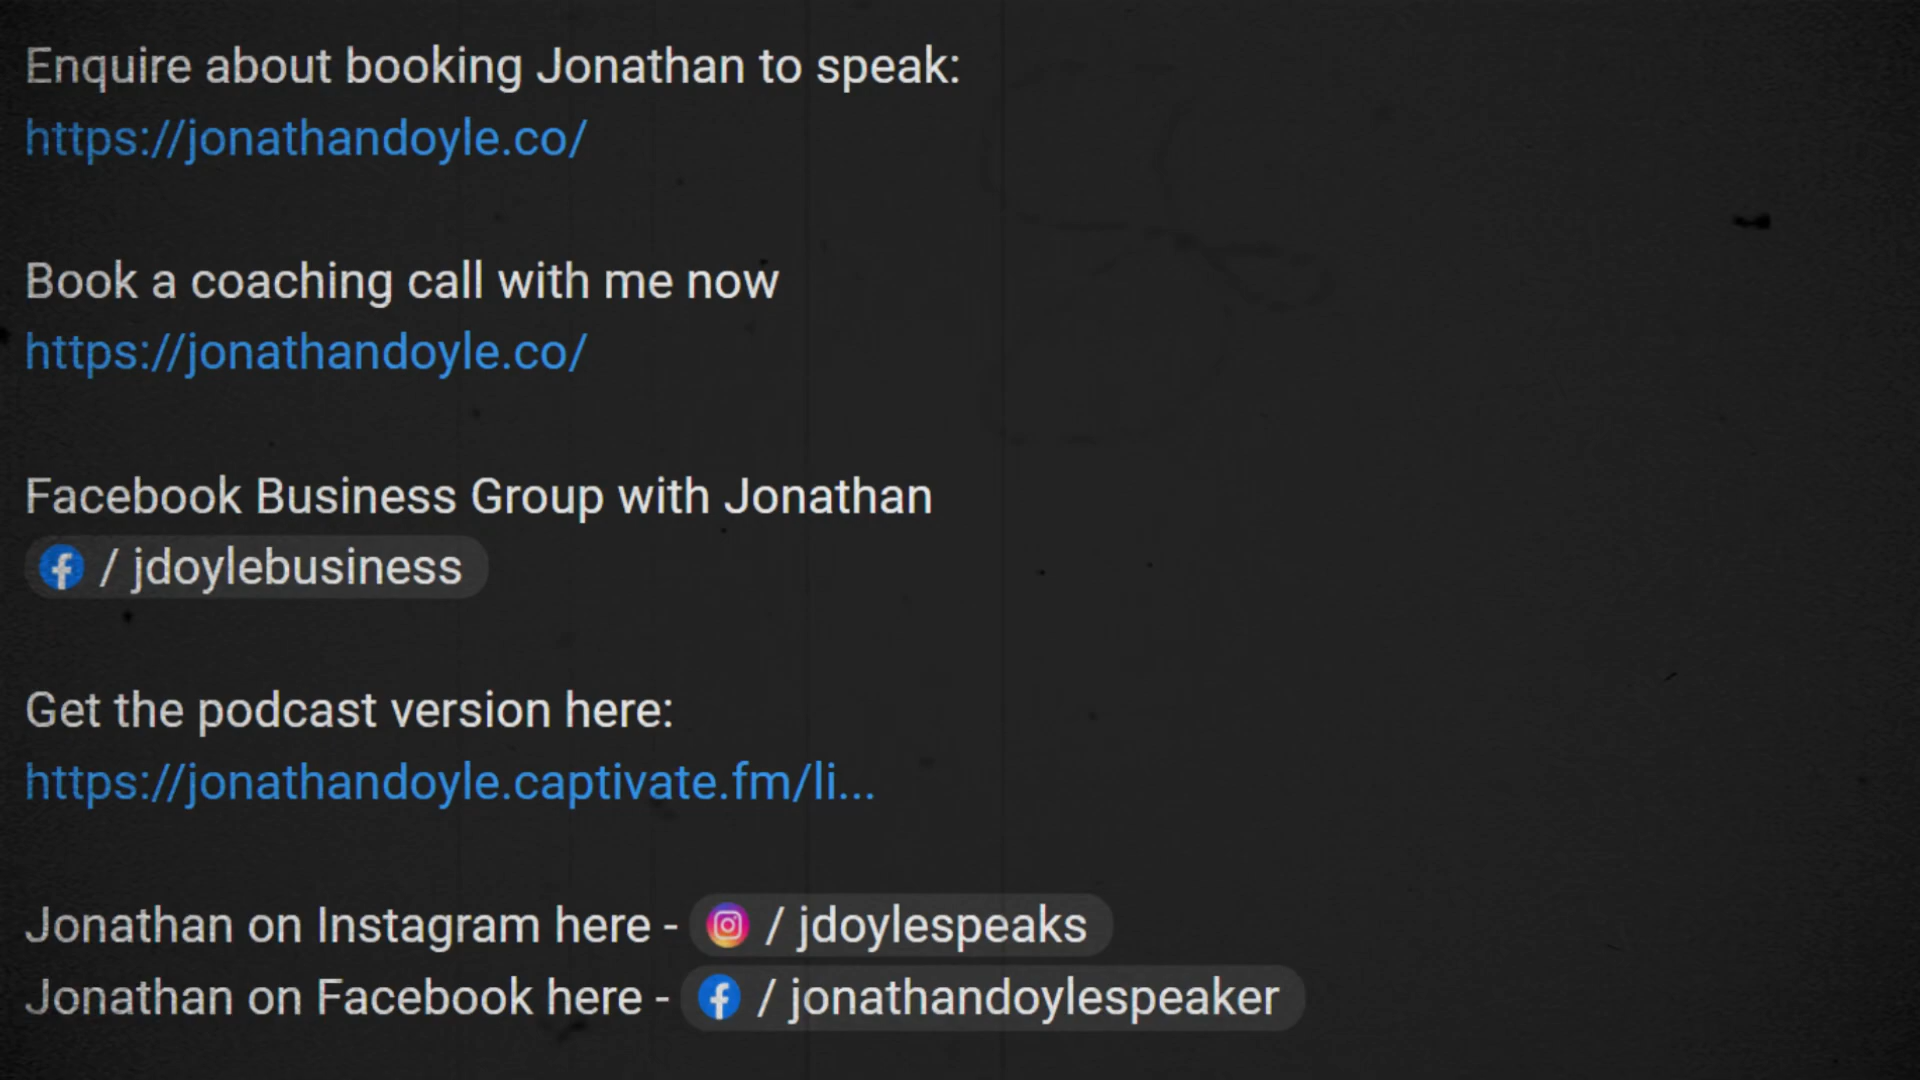 Enquire about booking Jonathan to speak:
https://jonathandoyle.co/
Book a coaching call with me now
https://jonathandoyle.co/
Facebook Business Group with Jonathan
/ jdoylebusiness
Get the podcast version here:
https://jonathandoyle.captivate.fm/li...
Jonathan on Instagram here - / jdoylespeaks
Jonathan on Facebook here - / jonathandoylespeaker